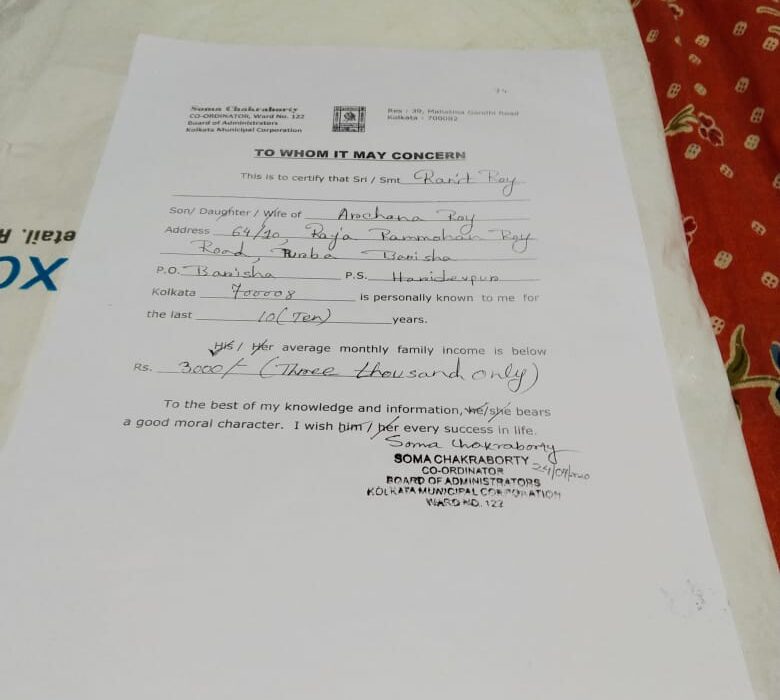 Soma Chakraborty
CO-ORDINATOR, Ward No. 122
Board of Administrators
Kolkata Municipal Corporation
Res : 39, Mahatma Gandhi Road
Kolkata - 700082
TO WHOM IT MAY CONCERN
This is to certify that Sri / Smt Ranit Roy
Son/ Daughter / Wife of Archana Roy
Address 64/10, Raja Rammohan Roy
Road, Purba Barisha
P.O. Barisha P.S. Haridevpur
Kolkata 700008 is personally known to me for
the last 10 (Ten) years.
His / Her average monthly family income is below
Rs. 3000/- (Three thousand only)
To the best of my knowledge and information, he/she bears
a good moral character. I wish him / her every success in life.
Soma Chakraborty
SOMA CHAKRABORTY
CO-ORDINATOR
BOARD OF ADMINISTRATORS
KOLKATA MUNICIPAL CORPORATION
WARD NO. 122
etail. R
XO